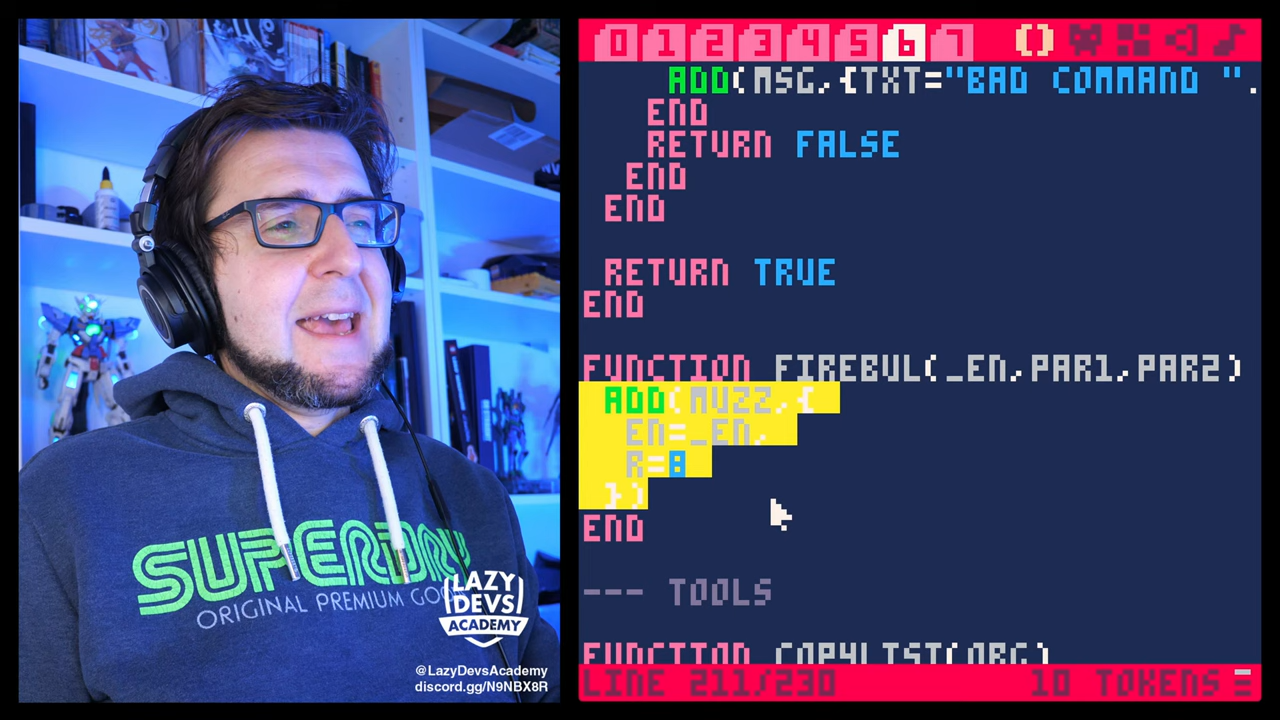 SUPERDRY
ORIGINAL PREMIUM GOO
LAZY
DEVS
ACADEMY
@LazyDevsAcademy
discord.gg/N9NBX8R
0 1 2 3 4 5 6 7 ()
ADD(MSG,{TXT="BAD COMMAND ".
END
RETURN FALSE
END
END
RETURN TRUE
END
FUNCTION FIREBUL(_EN,PAR1,PAR2)
ADD(MUZZ,{
EN=_EN,
R=8
})
END
--- TOOLS
FUNCTION COPYLIST(ORG)
LINE 211/230
10 TOKENS